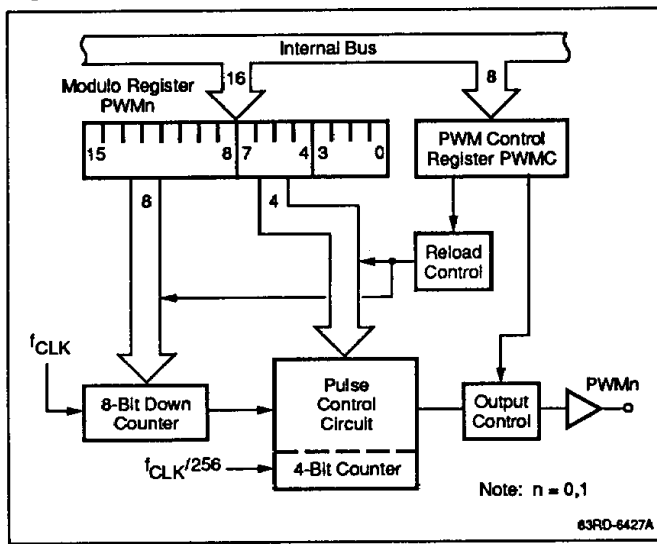 Internal Bus
Modulo Register
PWMn
16
8
15
8
7
4
3
0
PWM Control
Register PWMC
8
4
Reload
Control
fCLK
8-Bit Down
Counter
Pulse
Control
Circuit
Output
Control
PWMn
fCLK/256
4-Bit Counter
Note: n = 0,1
83RD-6427A